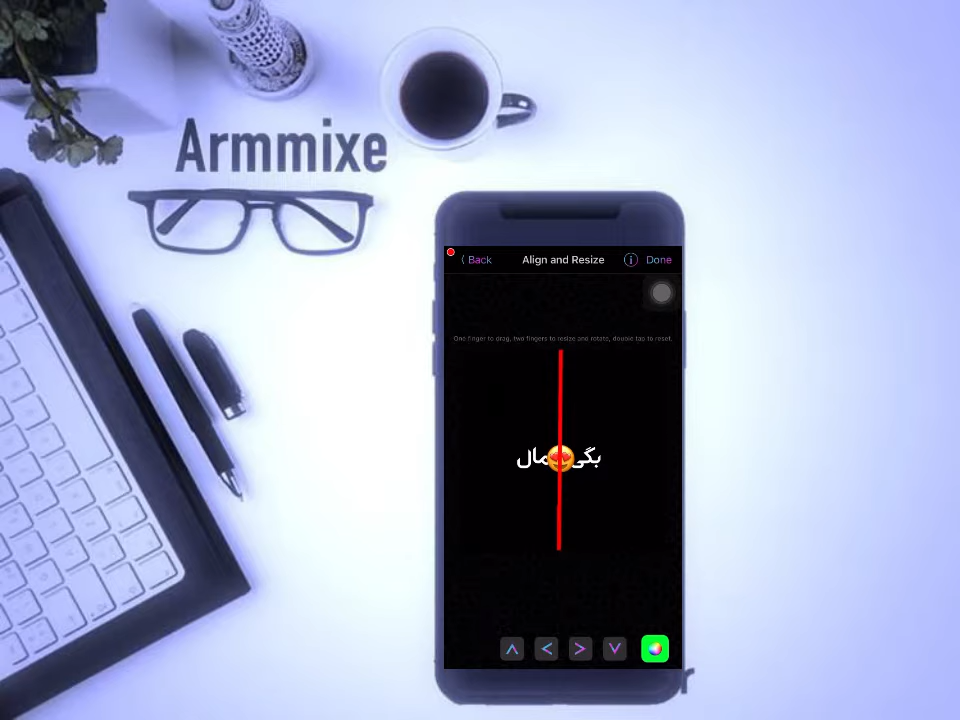 Armmixe
Back
Align and Resize
Done
One finger to drag, two fingers to resize and rotate, double tap to reset.
بگی😍مال
r